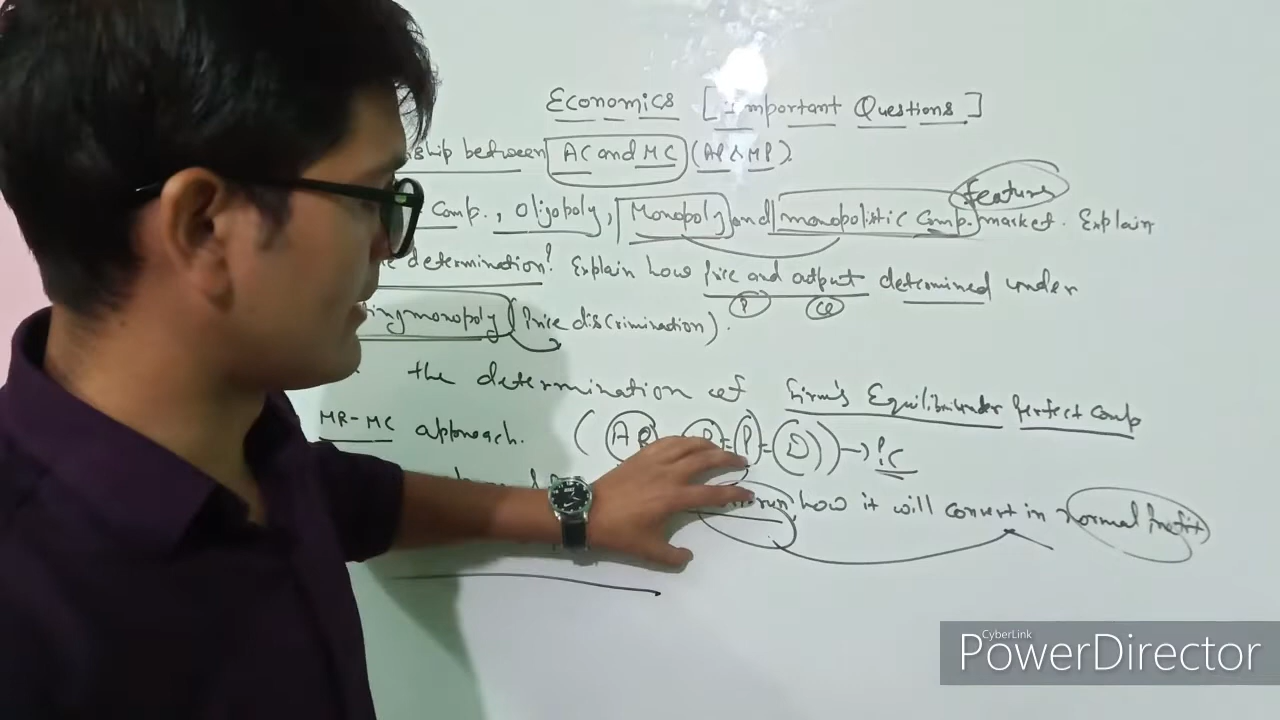 Economics [Important Questions]
ship between AC and MC (AP & MP).
Comp., Oligopoly, Monopoly and monopolistic Comp. market. Explain
feature
determination? Explain how Price and output determined under
P
monopoly (Price discrimination).
the determination of Firm's Equilibrium under Perfect Comp
MR-MC approach. (A = P = D)) → PC
run, how it will convert in normal Profit
CyberLink
PowerDirector